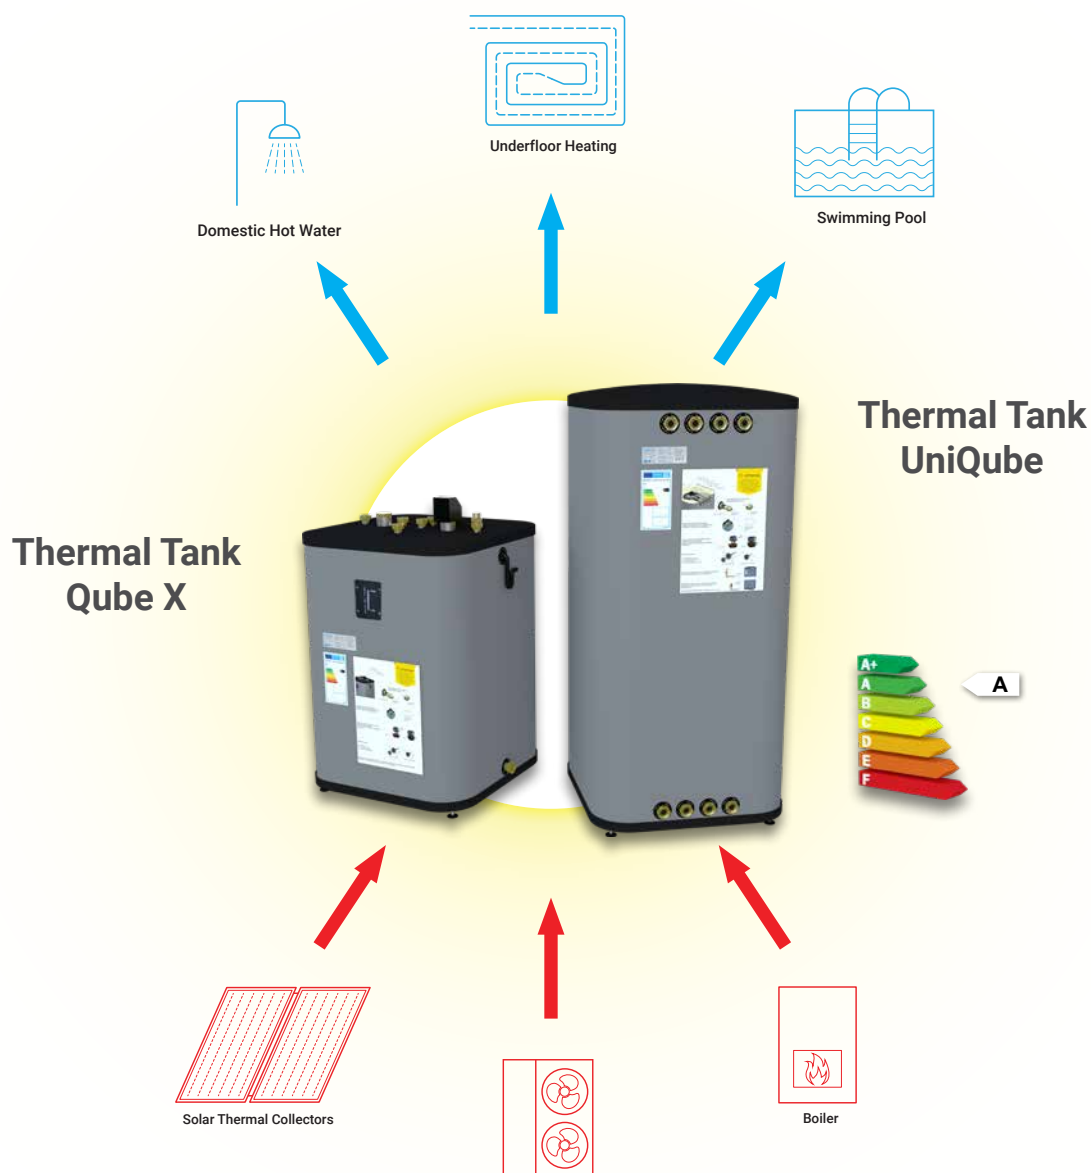 Underfloor Heating
Domestic Hot Water
Swimming Pool
Thermal Tank
UniQube
Thermal Tank
Qube X
A+
A
B
C
D
E
F
A
Solar Thermal Collectors
Boiler